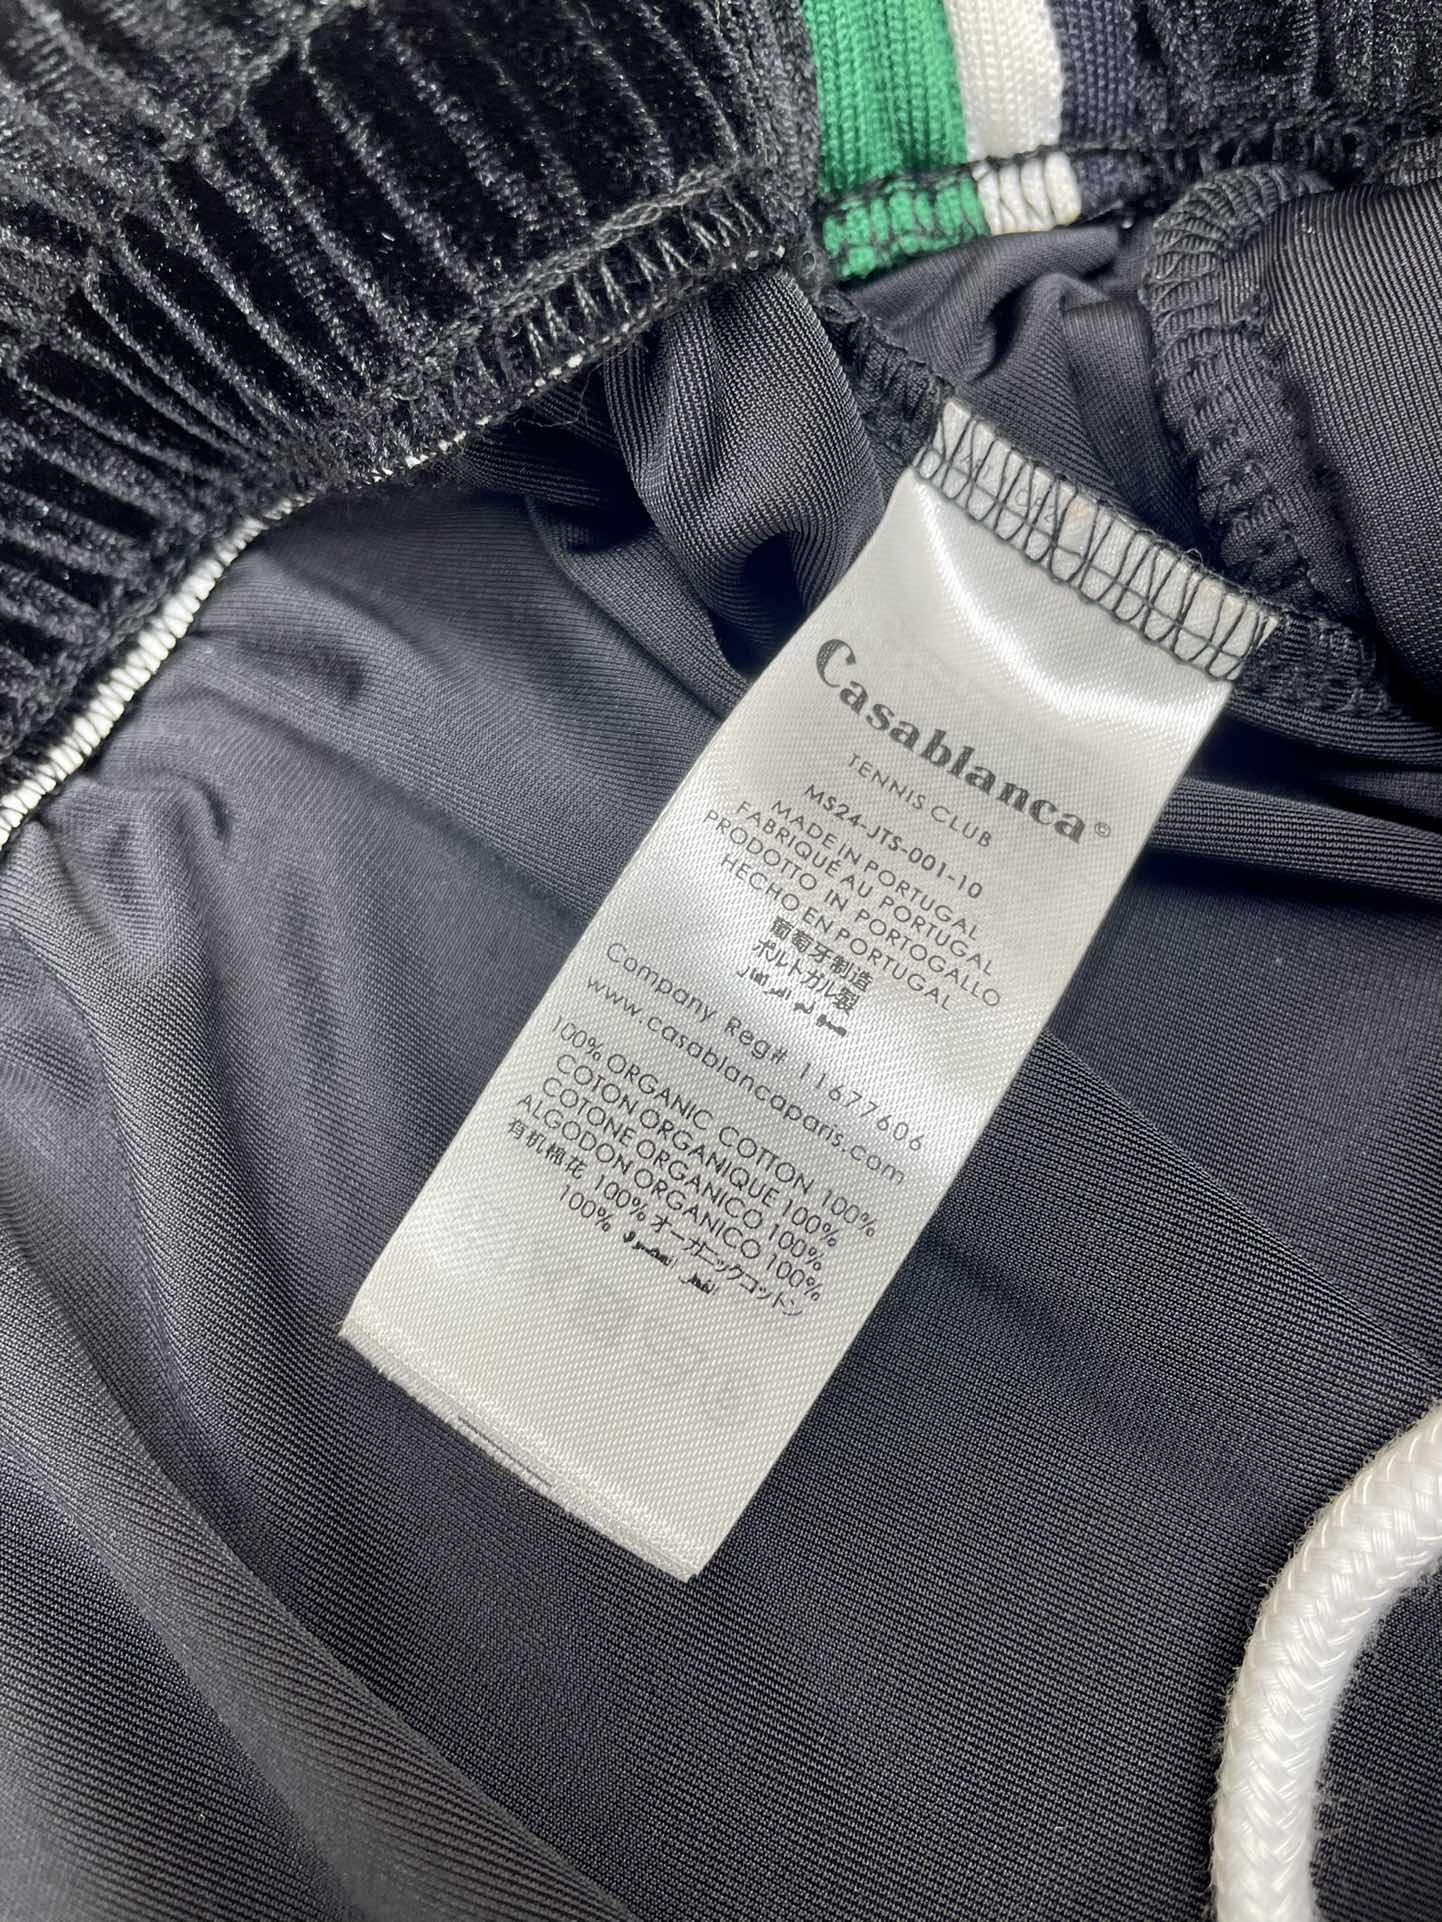 Casablanca©
TENNIS CLUB
MS24-JTS-001-10
MADE IN PORTUGAL
FABRIQUÉ AU PORTUGAL
PRODOTTO IN PORTOGALLO
HECHO EN PORTUGAL
葡萄牙制造
ポルトガル製
Company Reg# 11677606
www.casablancaparis.com
100% ORGANIC COTTON 100%
COTON ORGANIQUE 100%
COTONE ORGANICO 100%
ALGODON ORGANICO 100%
有机棉花 100% オーガニックコットン
100%